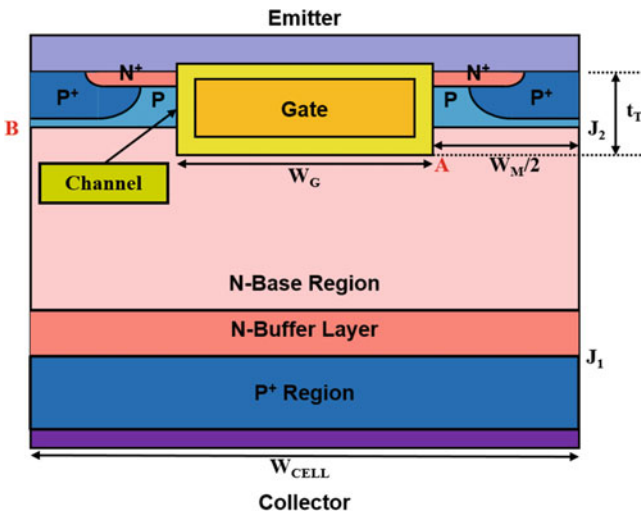 Emitter
N+ N+
P+ P Gate P P+
B J2 tT
Channel WG A WM/2
N-Base Region
N-Buffer Layer
J1
P+ Region
WCELL
Collector